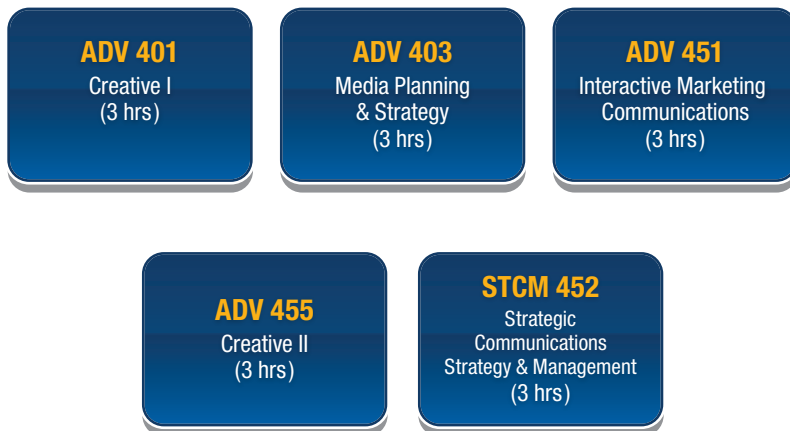 ADV 401
Creative I
(3 hrs)
ADV 403
Media Planning
& Strategy
(3 hrs)
ADV 451
Interactive Marketing
Communications
(3 hrs)
ADV 455
Creative II
(3 hrs)
STCM 452
Strategic
Communications
Strategy & Management
(3 hrs)